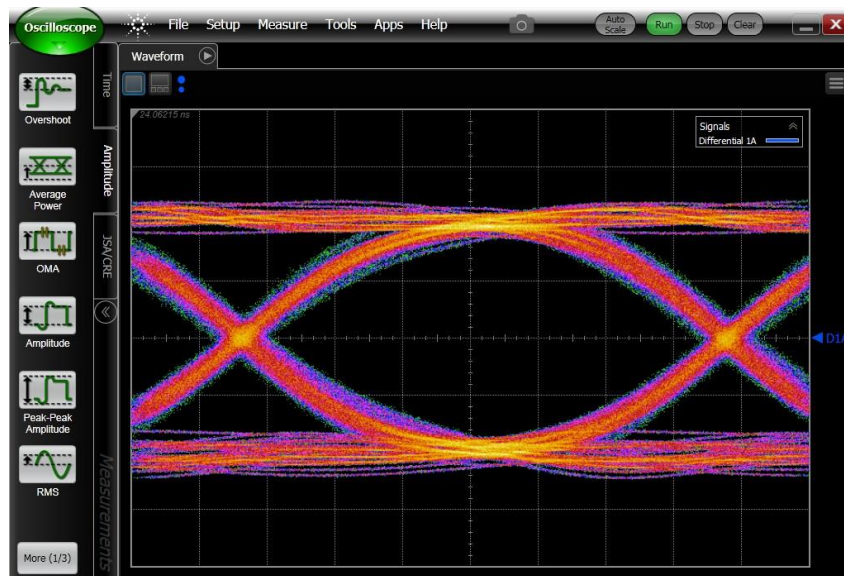 Oscilloscope
File Setup Measure Tools Apps Help
Auto Scale
Run
Stop
Clear
Waveform
Time
Amplitude
JSA/CRE
Measurements
Overshoot
Average
Power
OMA
Amplitude
Peak-Peak
Amplitude
RMS
More (1/3)
24.06215 ns
Signals
Differential 1A
D1A